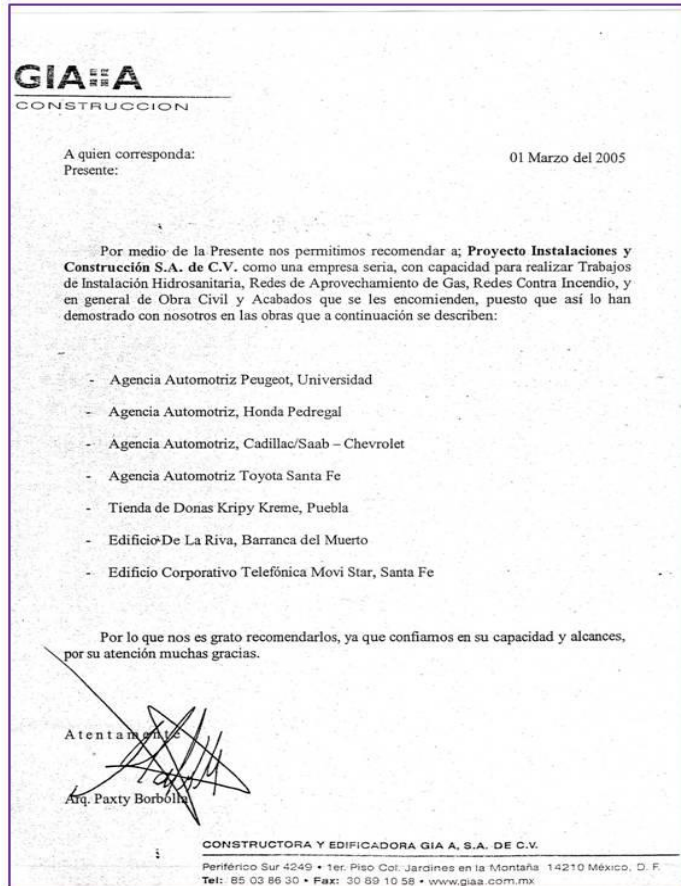 GIA A
CONSTRUCCION
A quien corresponda:
Presente:
01 Marzo del 2005
Por medio de la Presente nos permitimos recomendar a; Proyecto Instalaciones y
Construcción S.A. de C.V. como una empresa seria, con capacidad para realizar Trabajos
de Instalación Hidrosanitaria, Redes de Aprovechamiento de Gas, Redes Contra Incendio, y
en general de Obra Civil y Acabados que se les encomienden, puesto que así lo han
demostrado con nosotros en las obras que a continuación se describen:
- Agencia Automotriz Peugeot, Universidad
- Agencia Automotriz, Honda Pedregal
- Agencia Automotriz, Cadillac/Saab – Chevrolet
- Agencia Automotriz Toyota Santa Fe
- Tienda de Donas Kripy Kreme, Puebla
- Edificio De La Riva, Barranca del Muerto
- Edificio Corporativo Telefónica Movi Star, Santa Fe
Por lo que nos es grato recomendarlos, ya que confiamos en su capacidad y alcances,
por su atención muchas gracias.
A t e n t a m e n t e
Arq. Paxty Borbolla
CONSTRUCTORA Y EDIFICADORA GIA A, S.A. DE C.V.
Periférico Sur 4249 • 1er. Piso Col. Jardines en la Montaña 14210 México, D. F.
Tel: 85 03 86 30 • Fax: 30 89 10 58 • www.giaa.com.mx